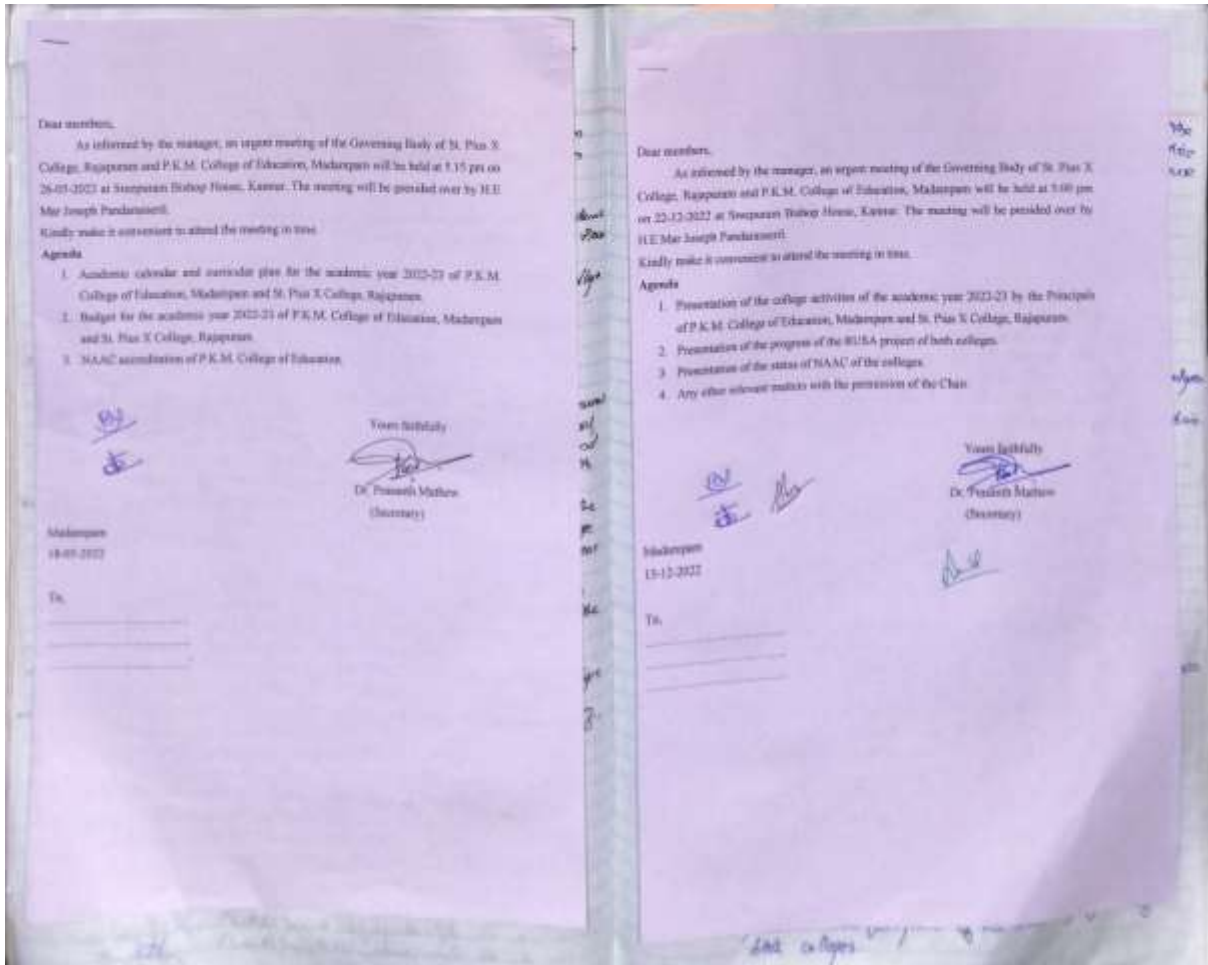 Dear members,
As informed by the manager, an urgent meeting of the Governing Body of St. Pius X
College, Rajapuram and P.K.M. College of Education, Madampam will be held at 5.15 pm on
26-05-2022 at Sreepuram Bishop House, Kannur. The meeting will be presided over by H.E
Mar Joseph Pandarasseril.
Kindly make it convenient to attend the meeting in time.
Agenda
1. Academic calendar and curricular plan for the academic year 2022-23 of P.K.M.
College of Education, Madampam and St. Pius X College, Rajapuram.
2. Budget for the academic year 2022-23 of P.K.M. College of Education, Madampam
and St. Pius X College, Rajapuram.
3. NAAC accreditation of P.K.M. College of Education.
Yours faithfully
Dr. Prasanth Mathew
(Secretary)
Madampam
18-05-2022
To,
Dear members,
As informed by the manager, an urgent meeting of the Governing Body of St. Pius X
College, Rajapuram and P.K.M. College of Education, Madampam will be held at 5:00 pm
on 22-12-2022 at Sreepuram Bishop House, Kannur. The meeting will be presided over by
H.E Mar Joseph Pandarasseril.
Kindly make it convenient to attend the meeting in time.
Agenda
1. Presentation of the college activities of the academic year 2022-23 by the Principals
of P.K.M. College of Education, Madampam and St. Pius X College, Rajapuram.
2. Presentation of the progress of the RUSA project of both colleges.
3. Presentation of the status of NAAC of the colleges.
4. Any other relevant matters with the permission of the Chair.
Yours faithfully
Dr. Prasanth Mathew
(Secretary)
Madampam
15-12-2022
To,
colleges